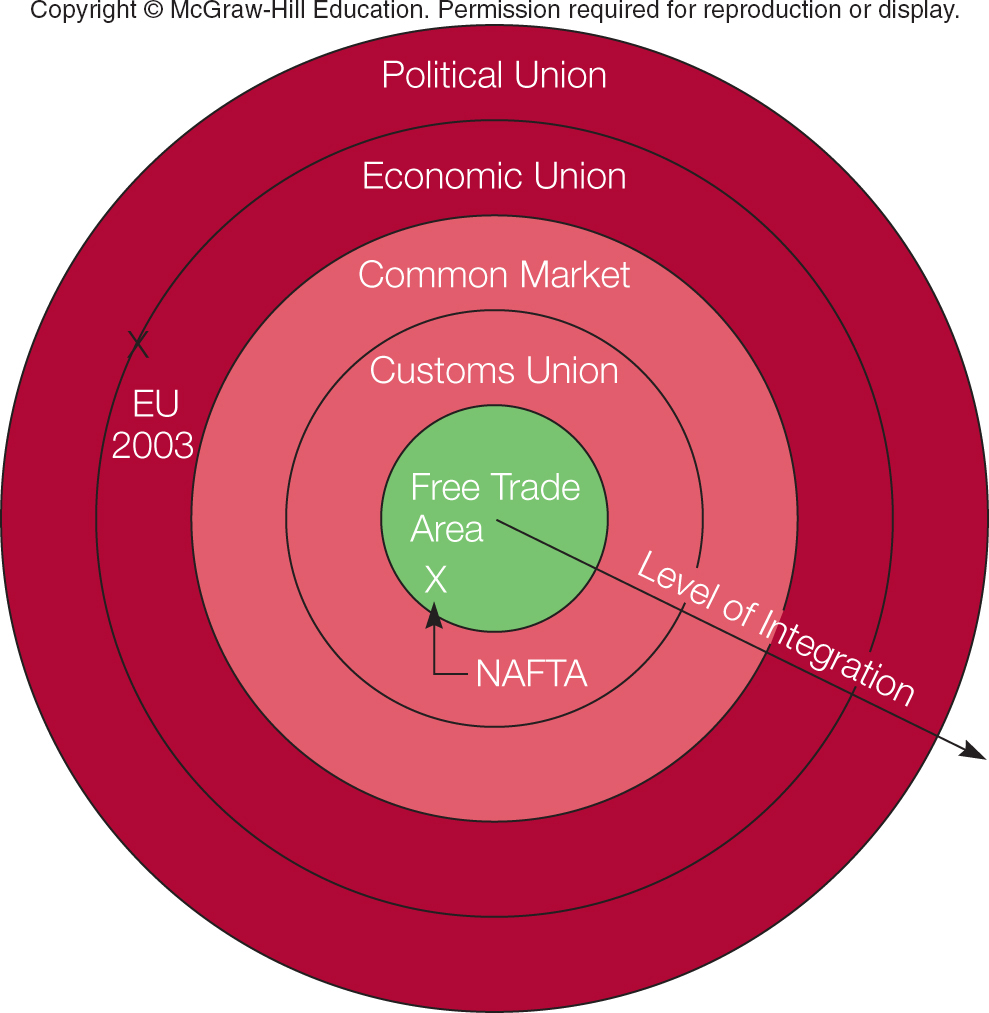 Copyright © McGraw-Hill Education. Permission required for reproduction or display.
Political Union
Economic Union
Common Market
Customs Union
X
EU
2003
Free Trade
Area
X
Level of Integration
NAFTA